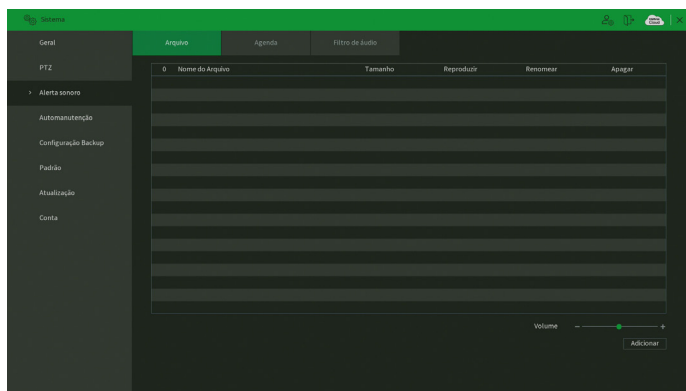 Sistema
Geral
Arquivo Agenda Filtro de áudio
PTZ
0 Nome do Arquivo Tamanho Reproduzir Renomear Apagar
Alerta sonoro
Automanutenção
Configuração Backup
Padrão
Atualização
Conta
Volume
Adicionar